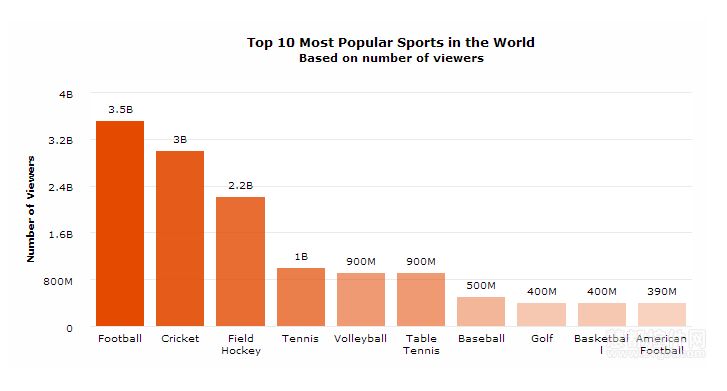 Top 10 Most Popular Sports in the World
Based on number of viewers
Number of Viewers
4B
3.2B
2.4B
1.6B
800M
0
3.5B
3B
2.2B
1B
900M
900M
500M
400M
400M
390M
Football
Cricket
Field
Hockey
Tennis
Volleyball
Table
Tennis
Baseball
Golf
Basketbal
l
American
Football